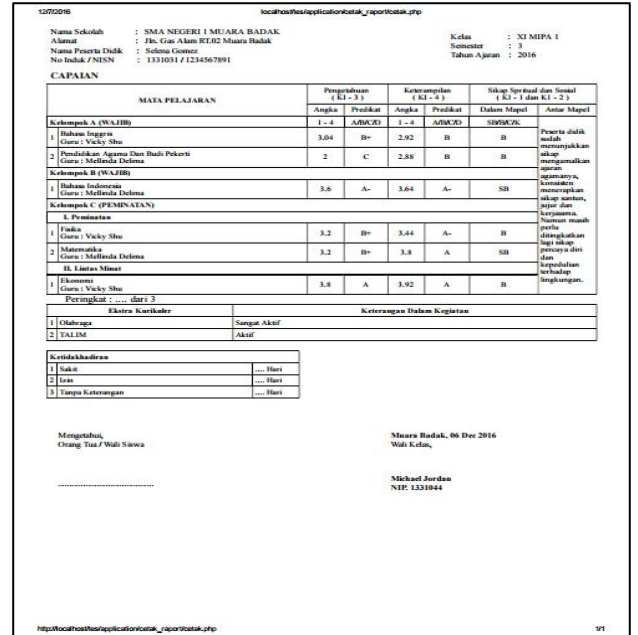 12/7/2016 localhost/tes/application/cetak_raport/cetak.php
Nama Sekolah : SMA NEGERI 1 MUARA BADAK Kelas : XI MIPA 1
Alamat : Jln. Gas Alam RT.02 Muara Badak Semester : 3
Nama Peserta Didik : Selena Gomez Tahun Ajaran : 2016
No Induk / NISN : 1331031 / 1234567891
CAPAIAN
MATA PELAJARAN Pengetahuan ( KI - 3 ) Keterampilan ( KI - 4 ) Sikap Spritual dan Sosial ( KI - 1 dan KI - 2 )
Angka Predikat Angka Predikat Dalam Mapel Antar Mapel
Kelompok A (WAJIB) 1 - 4 A/B/C/D 1 - 4 A/B/C/D SB/B/C/K
1 Bahasa Inggris
Guru : Vicky Shu 3.04 B+ 2.92 B B
2 Pendidikan Agama Dan Budi Pekerti
Guru : Mellinda Delima 2 C 2.88 B B
Kelompok B (WAJIB)
1 Bahasa Indonesia
Guru : Mellinda Delima 3.6 A- 3.64 A- SB
Kelompok C (PEMINATAN)
I. Peminatan
1 Fisika
Guru : Vicky Shu 3.2 B+ 3.44 A- B
2 Matematika
Guru : Mellinda Delima 3.2 B+ 3.8 A SB
II. Lintas Minat
1 Ekonomi
Guru : Vicky Shu 3.8 A 3.92 A B
Peserta didik
sudah
menunjukkan
sikap
mengamalkan
ajaran
agamanya,
konsisten
menerapkan
sikap santun,
jujur dan
kerjasama.
Namun masih
perlu
ditingkatkan
lagi sikap
percaya diri
dan
kepedulian
terhadap
lingkungan.
Peringkat : .... dari 3
Ekstra Kurikuler Keterangan Dalam Kegiatan
1 Olahraga Sangat Aktif
2 TALIM Aktif
Ketidakhadiran
1 Sakit .... Hari
2 Izin .... Hari
3 Tanpa Keterangan .... Hari
Mengetahui, Muara Badak, 06 Dec 2016
Orang Tua / Wali Siswa Wali Kelas,
Michael Jordan
NIP. 1331044
http://localhost/tes/application/cetak_raport/cetak.php 1/1